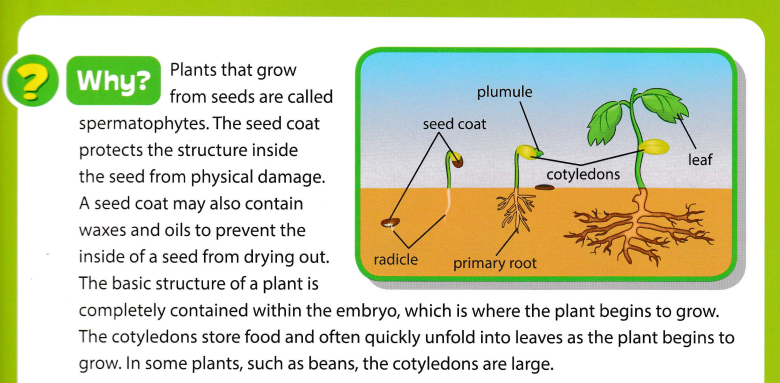 ?
Why?
Plants that grow
from seeds are called
spermatophytes. The seed coat
protects the structure inside
the seed from physical damage.
A seed coat may also contain
waxes and oils to prevent the
inside of a seed from drying out.
The basic structure of a plant is
completely contained within the embryo, which is where the plant begins to grow.
The cotyledons store food and often quickly unfold into leaves as the plant begins to
grow. In some plants, such as beans, the cotyledons are large.
plumule
seed coat
leaf
cotyledons
radicle
primary root